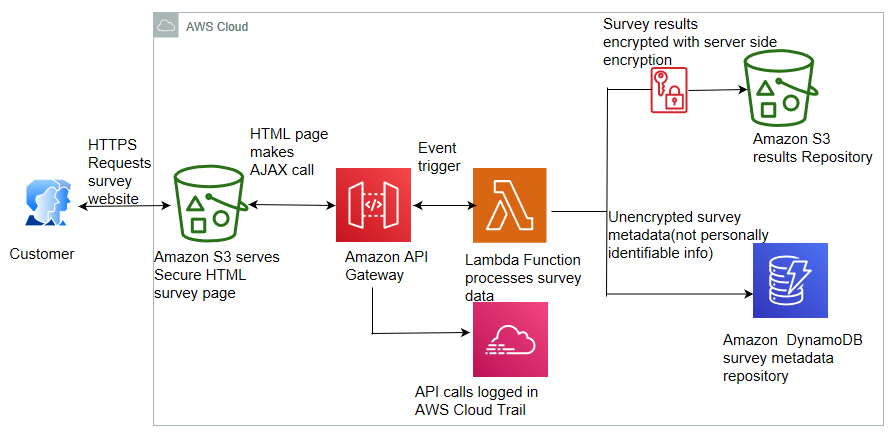 AWS Cloud
Survey results
encrypted with server side
encryption
Amazon S3
results Repository
HTTPS
Requests
survey
website
HTML page
makes
AJAX call
Event
trigger
Customer
Amazon S3 serves
Secure HTML
survey page
Amazon API
Gateway
Lambda Function
processes survey
data
Unencrypted survey
metadata(not personally
identifiable info)
Amazon  DynamoDB
survey metadata
repository
API calls logged in
AWS Cloud Trail